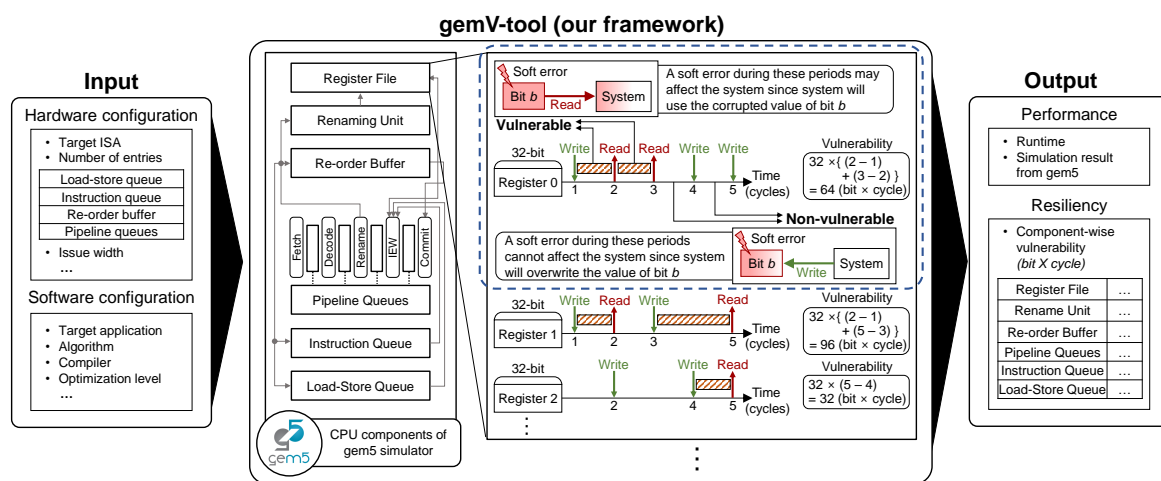 gemV-tool (our framework)
Input
Hardware configuration
• Target ISA
• Number of entries
Load-store queue
Instruction queue
Re-order buffer
Pipeline queues
• Issue width
...
Software configuration
• Target application
• Algorithm
• Compiler
• Optimization level
...
Register File
Renaming Unit
Re-order Buffer
Fetch
Decode
Rename
IEW
Commit
Pipeline Queues
Instruction Queue
Load-Store Queue
gem5
CPU components of
gem5 simulator
Soft error
Bit b
Read
System
A soft error during these periods may
affect the system since system will
use the corrupted value of bit b
Vulnerable
32-bit
Register 0
Write Read Read Write Write
1 2 3 4 5
Time
(cycles)
Vulnerability
32 ×{ (2 – 1)
+ (3 – 2) }
= 64 (bit × cycle)
Non-vulnerable
A soft error during these periods
cannot affect the system since system
will overwrite the value of bit b
Soft error
Bit b
Write
System
32-bit
Register 1
Write Read Write Read
1 2 3 5
Time
(cycles)
Vulnerability
32 ×{ (2 – 1)
+ (5 – 3) }
= 96 (bit × cycle)
32-bit
Register 2
Write Write Read
2 4 5
Time
(cycles)
Vulnerability
32 × (5 – 4)
= 32 (bit × cycle)
Output
Performance
• Runtime
• Simulation result
from gem5
Resiliency
• Component-wise
vulnerability
(bit X cycle)
Register File ...
Rename Unit ...
Re-order Buffer ...
Pipeline Queues ...
Instruction Queue ...
Load-Store Queue ...